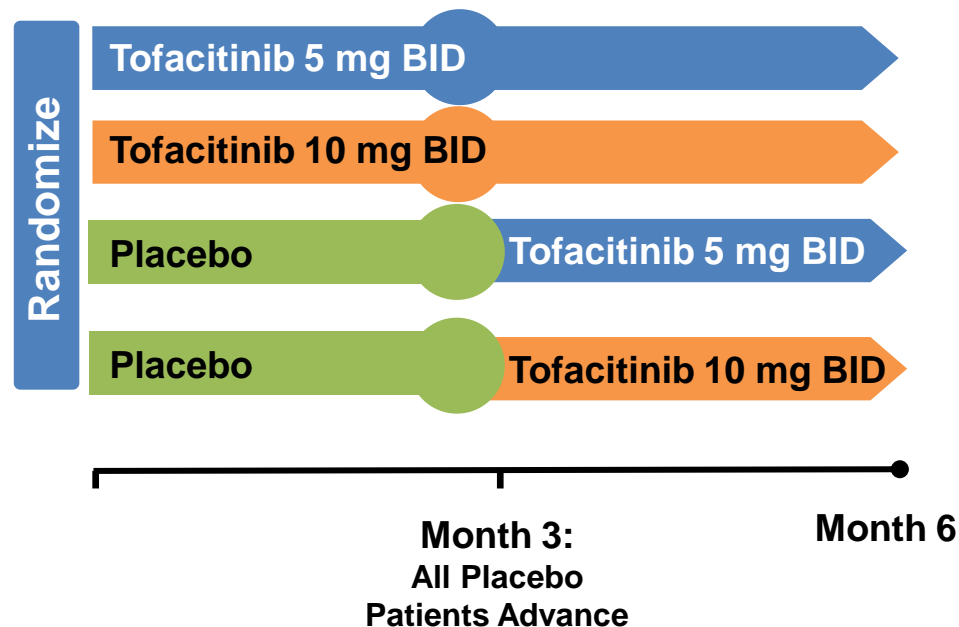 Randomize
Tofacitinib 5 mg BID
Tofacitinib 10 mg BID
Placebo
Tofacitinib 5 mg BID
Placebo
Tofacitinib 10 mg BID
Month 3:
All Placebo
Patients Advance
Month 6